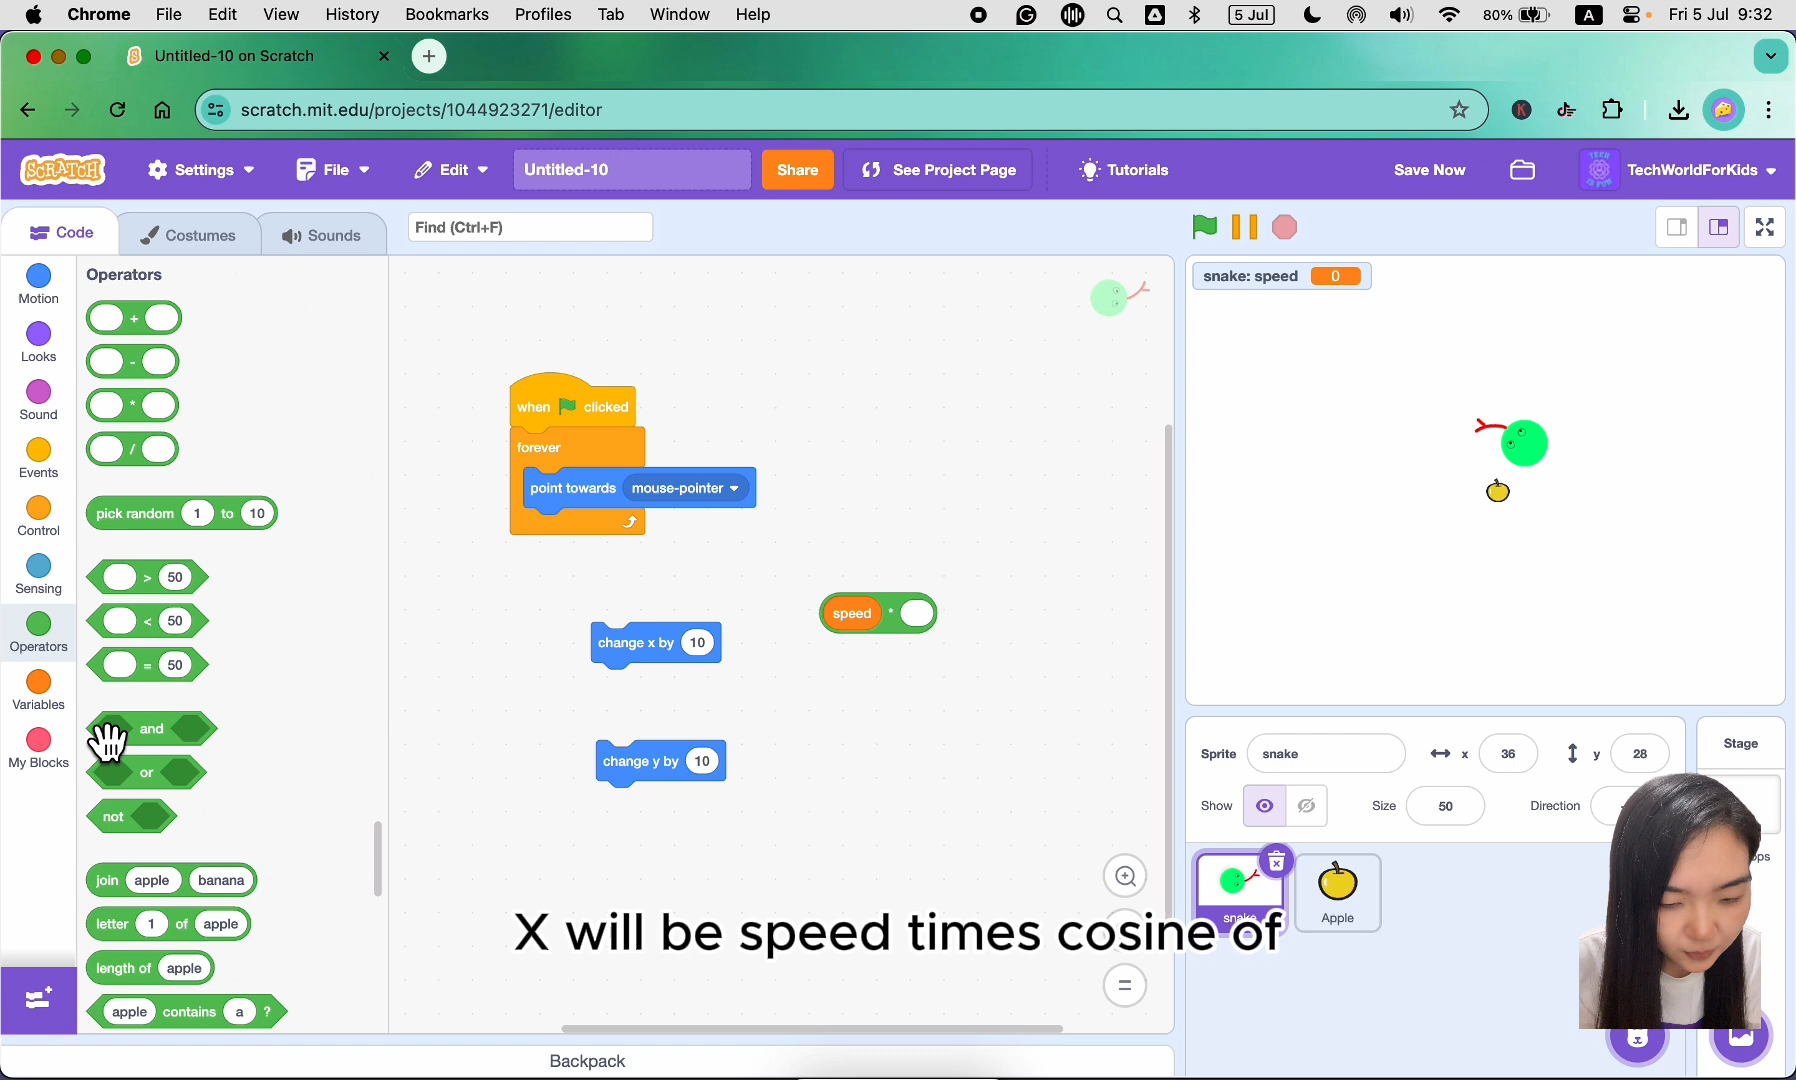 Chrome File Edit View History Bookmarks Profiles Tab Window Help 5 Jul 80% A Fri 5 Jul 9:32
Untitled-10 on Scratch
scratch.mit.edu/projects/1044923271/editor
SCRATCH Settings File Edit Untitled-10 Share See Project Page Tutorials Save Now TechWorldForKids
Code Costumes Sounds Find (Ctrl+F)
Motion
Looks
Sound
Events
Control
Sensing
Operators
Variables
My Blocks
Operators
+
-
*
/
pick random 1 to 10
> 50
< 50
= 50
and
or
not
join apple banana
letter 1 of apple
length of apple
apple contains a ?
when clicked
forever
point towards mouse-pointer
speed *
change x by 10
change y by 10
=
Backpack
snake: speed 0
Sprite snake x 36 y 28
Show Size 50 Direction
snake
Apple
Stage
X will be speed times cosine of